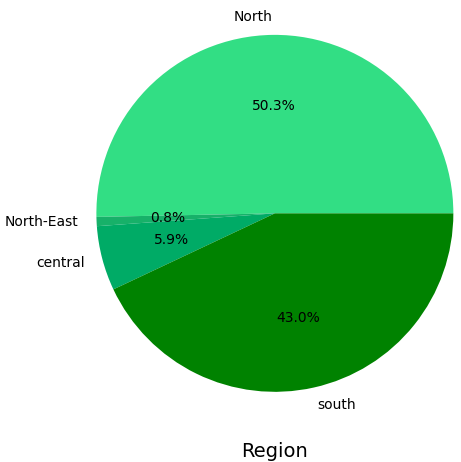 North
50.3%
North-East
0.8%
5.9%
central
43.0%
south
Region